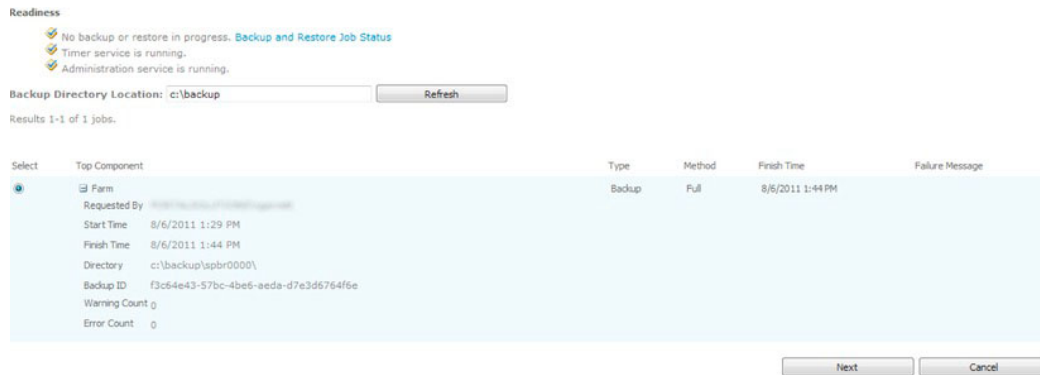 Readiness
No backup or restore in progress. Backup and Restore Job Status
Timer service is running.
Administration service is running.
Backup Directory Location: c:\backup Refresh
Results 1-1 of 1 jobs.
Select Top Component Type Method Finish Time Failure Message
Farm Backup Full 8/6/2011 1:44 PM
Requested By
Start Time 8/6/2011 1:29 PM
Finish Time 8/6/2011 1:44 PM
Directory c:\backup\spbr0000\
Backup ID f3c64e43-57bc-4be6-aeda-d7e3d6764f6e
Warning Count 0
Error Count 0
Next Cancel